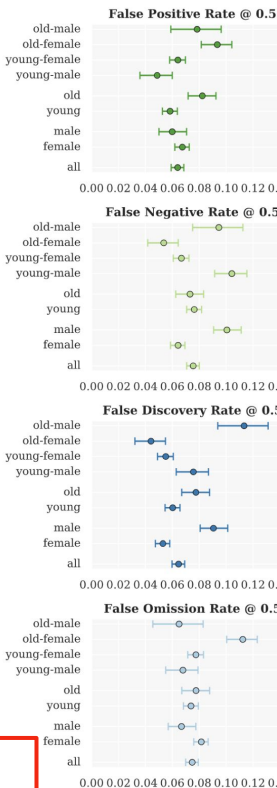 False Positive Rate @ 0.5
old-male
old-female
young-female
young-male
old
young
male
female
all
0.00 0.02 0.04 0.06 0.08 0.10 0.12 0.
False Negative Rate @ 0.5
old-male
old-female
young-female
young-male
old
young
male
female
all
0.00 0.02 0.04 0.06 0.08 0.10 0.12 0.
False Discovery Rate @ 0.5
old-male
old-female
young-female
young-male
old
young
male
female
all
0.00 0.02 0.04 0.06 0.08 0.10 0.12 0.
False Omission Rate @ 0.5
old-male
old-female
young-female
young-male
old
young
male
female
all
0.00 0.02 0.04 0.06 0.08 0.10 0.12 0.